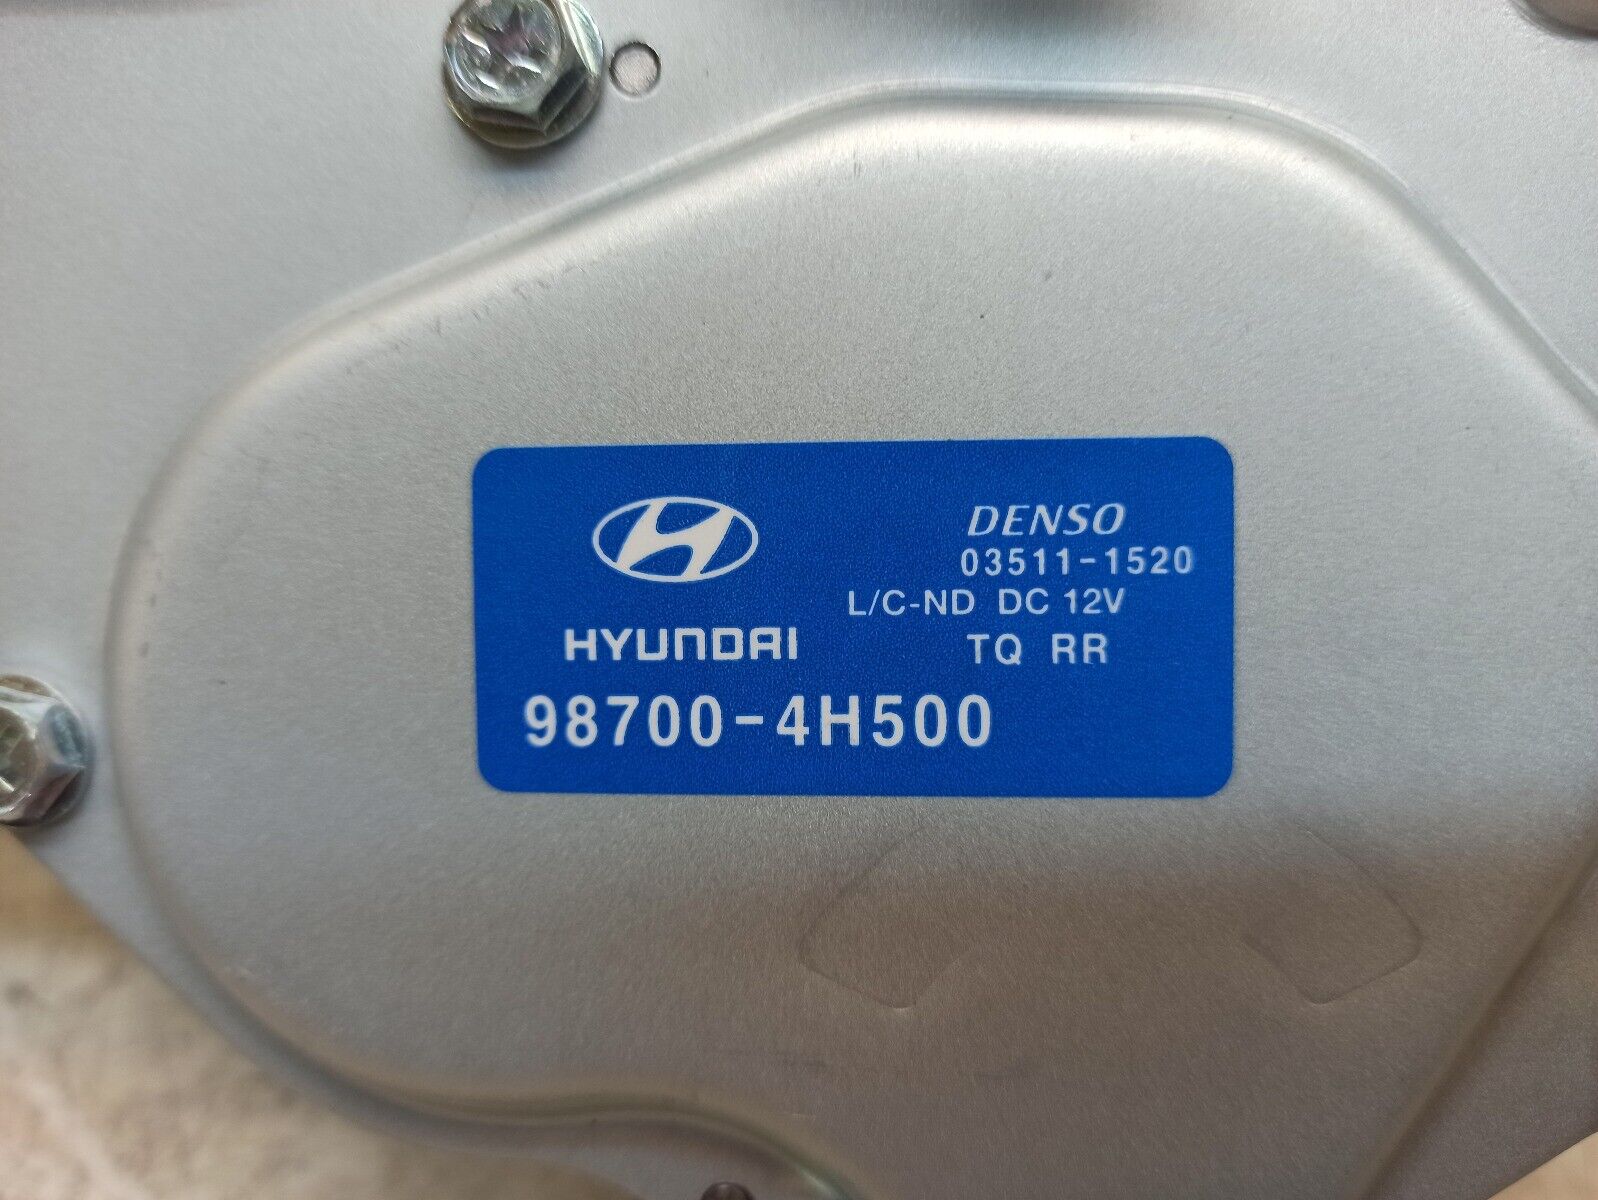 DENSO
03511-1520
L/C-ND DC 12V
HYUNDAI
TQ RR
98700-4H500